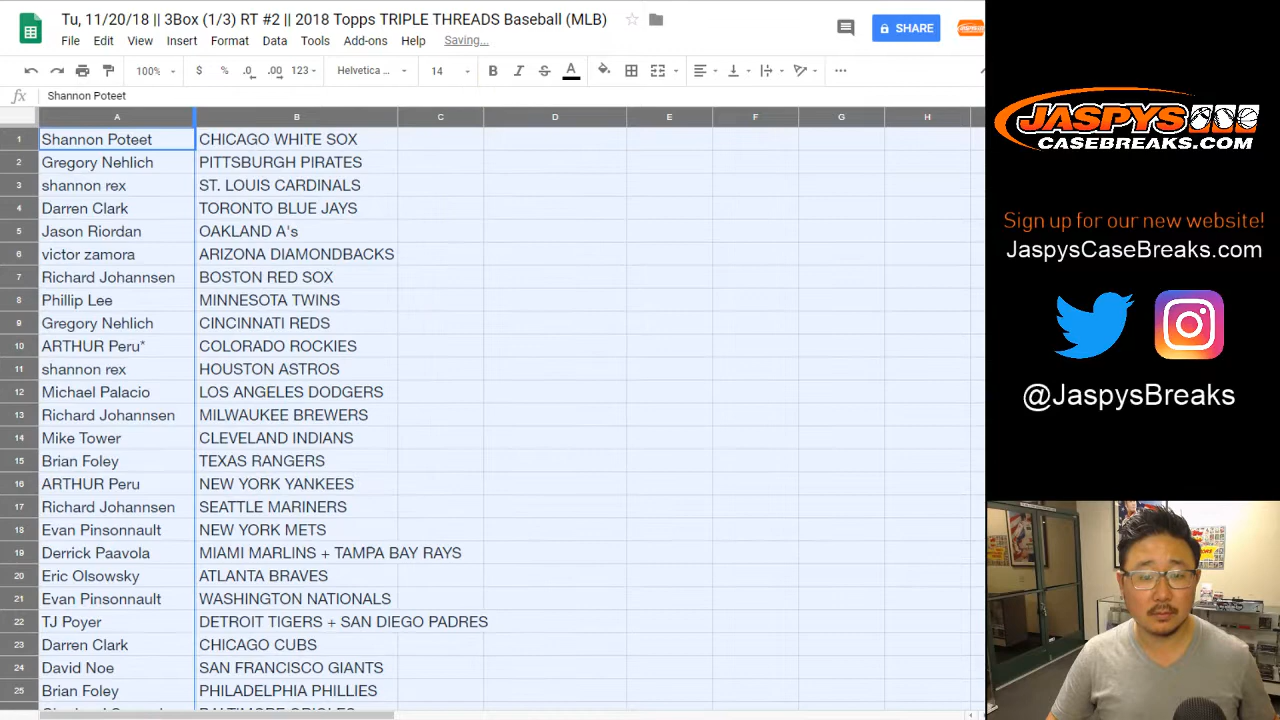 Tu, 11/20/18 || 3Box (1/3) RT #2 || 2018 Topps TRIPLE THREADS Baseball (MLB)
File Edit View Insert Format Data Tools Add-ons Help Saving...
SHARE
100% $ % .0 .00 123 Helvetica ... 14 B I S A
fx Shannon Poteet
A B C D E F G H
1 Shannon Poteet CHICAGO WHITE SOX
2 Gregory Nehlich PITTSBURGH PIRATES
3 shannon rex ST. LOUIS CARDINALS
4 Darren Clark TORONTO BLUE JAYS
5 Jason Riordan OAKLAND A's
6 victor zamora ARIZONA DIAMONDBACKS
7 Richard Johannsen BOSTON RED SOX
8 Phillip Lee MINNESOTA TWINS
9 Gregory Nehlich CINCINNATI REDS
10 ARTHUR Peru* COLORADO ROCKIES
11 shannon rex HOUSTON ASTROS
12 Michael Palacio LOS ANGELES DODGERS
13 Richard Johannsen MILWAUKEE BREWERS
14 Mike Tower CLEVELAND INDIANS
15 Brian Foley TEXAS RANGERS
16 ARTHUR Peru NEW YORK YANKEES
17 Richard Johannsen SEATTLE MARINERS
18 Evan Pinsonnault NEW YORK METS
19 Derrick Paavola MIAMI MARLINS + TAMPA BAY RAYS
20 Eric Olsowsky ATLANTA BRAVES
21 Evan Pinsonnault WASHINGTON NATIONALS
22 TJ Poyer DETROIT TIGERS + SAN DIEGO PADRES
23 Darren Clark CHICAGO CUBS
24 David Noe SAN FRANCISCO GIANTS
25 Brian Foley PHILADELPHIA PHILLIES
JASPYS
CASEBREAKS.COM
Sign up for our new website!
JaspysCaseBreaks.com
@JaspysBreaks